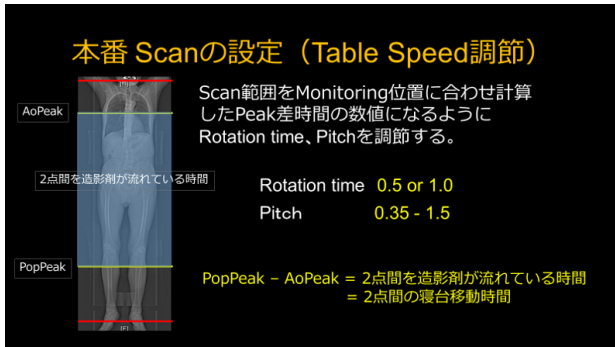 本番 Scanの設定（Table Speed調節）
[H]
AoPeak
Scan範囲をMonitoring位置に合わせ計算
したPeak差時間の数値になるように
Rotation time、Pitchを調節する。
2点間を造影剤が流れている時間
Rotation time 0.5 or 1.0
Pitch 0.35 - 1.5
PopPeak
PopPeak – AoPeak = 2点間を造影剤が流れている時間
= 2点間の寝台移動時間
[F]